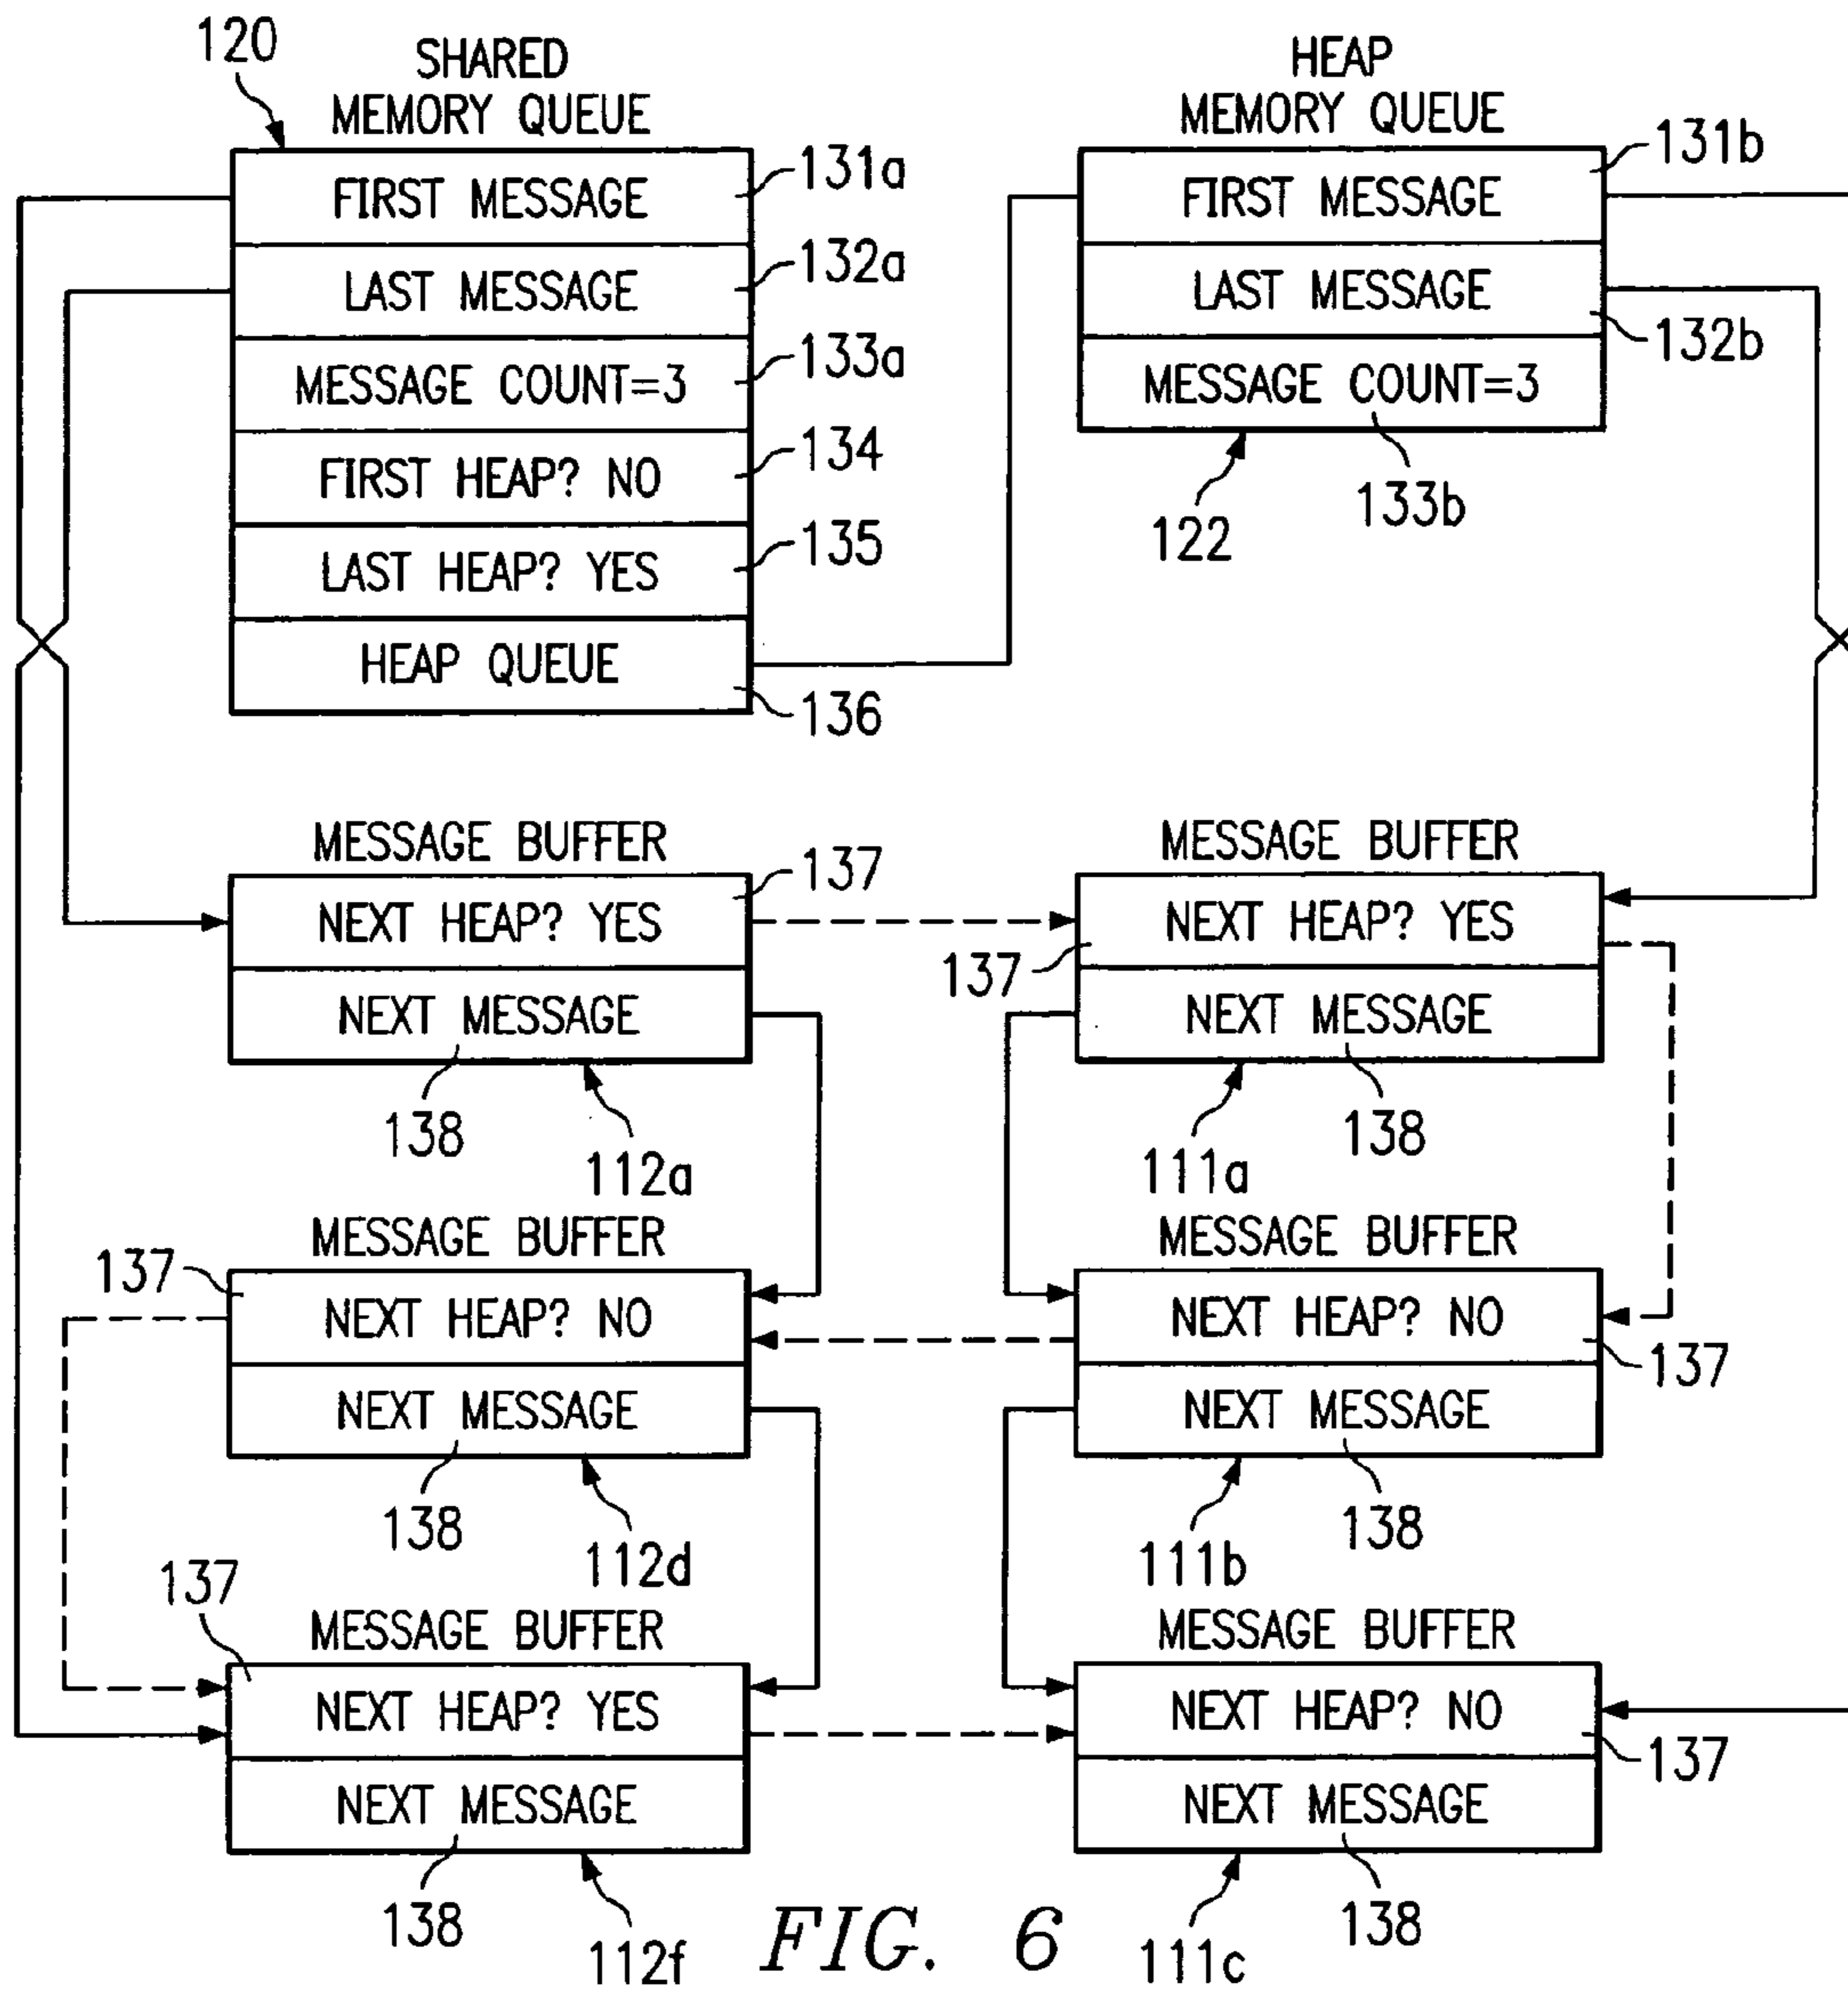 120
SHARED
MEMORY QUEUE
FIRST MESSAGE
131a
LAST MESSAGE
132a
MESSAGE COUNT=3
133a
FIRST HEAP? NO
134
LAST HEAP? YES
135
HEAP QUEUE
136
HEAP
MEMORY QUEUE
FIRST MESSAGE
131b
LAST MESSAGE
132b
MESSAGE COUNT=3
133b
122
MESSAGE BUFFER
137
NEXT HEAP? YES
NEXT MESSAGE
138
112a
MESSAGE BUFFER
NEXT HEAP? YES
137
NEXT MESSAGE
138
111a
MESSAGE BUFFER
137
NEXT HEAP? NO
NEXT MESSAGE
138
112d
MESSAGE BUFFER
NEXT HEAP? NO
137
NEXT MESSAGE
138
111b
137
MESSAGE BUFFER
NEXT HEAP? YES
NEXT MESSAGE
138
112f
MESSAGE BUFFER
NEXT HEAP? NO
137
NEXT MESSAGE
138
111c
FIG. 6